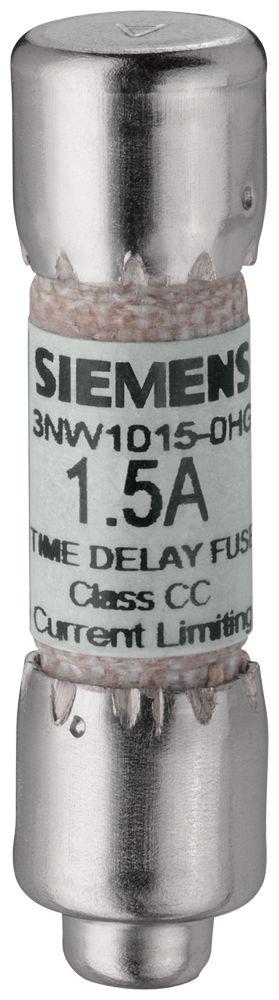 SIEMENS
3NW1015-0HG
1.5A
TIME DELAY FUSE
Class CC
Current Limiting